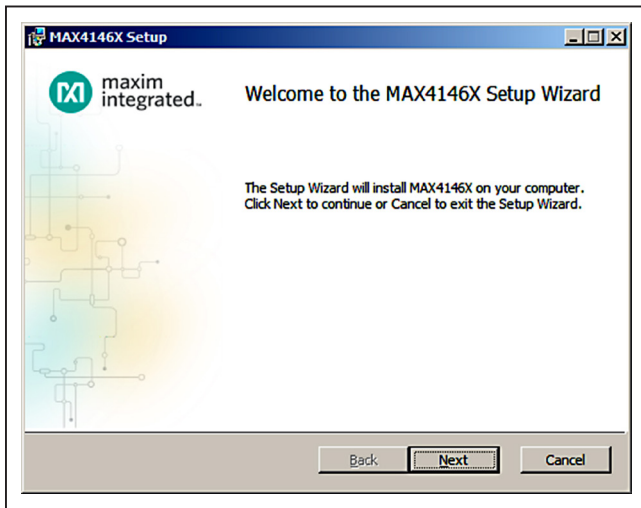 MAX4146X Setup
maxim
integrated™
Welcome to the MAX4146X Setup Wizard
The Setup Wizard will install MAX4146X on your computer.
Click Next to continue or Cancel to exit the Setup Wizard.
Back
Next
Cancel